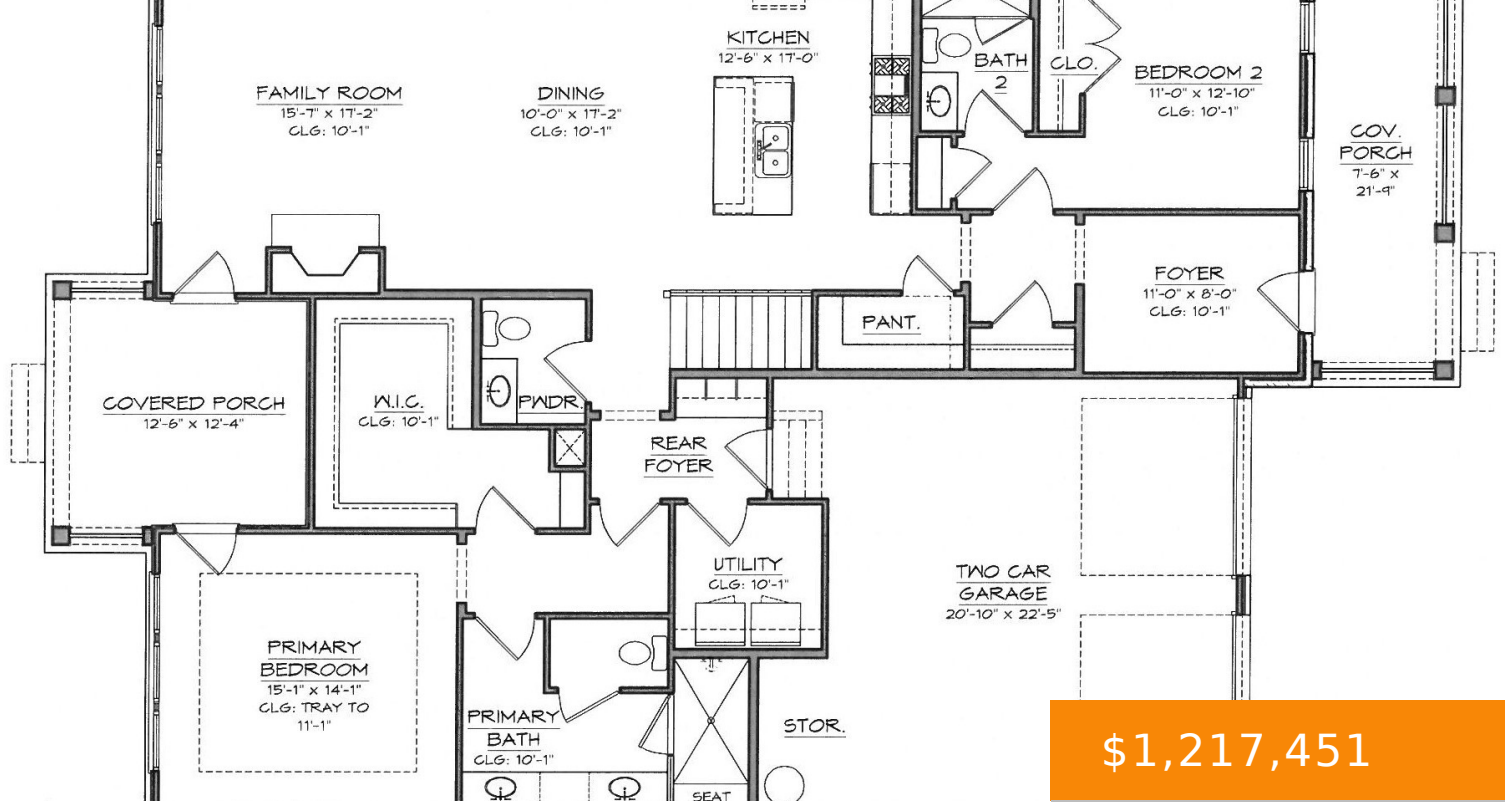 KITCHEN
12'-6" x 17'-0"
BATH
2
CLO.
BEDROOM 2
11'-0" x 12'-10"
CLG: 10'-1"
FAMILY ROOM
15'-7" x 17'-2"
CLG: 10'-1"
DINING
10'-0" x 17'-2"
CLG: 10'-1"
COV.
PORCH
7'-6" x
21'-9"
FOYER
11'-0" x 8'-0"
CLG: 10'-1"
PANT.
COVERED PORCH
12'-6" x 12'-4"
W.I.C.
CLG: 10'-1"
PWDR.
REAR
FOYER
UTILITY
CLG: 10'-1"
TWO CAR
GARAGE
20'-10" x 22'-5"
PRIMARY
BEDROOM
15'-1" x 14'-1"
CLG: TRAY TO
11'-1"
PRIMARY
BATH
CLG: 10'-1"
STOR.
SEAT
$1,217,451